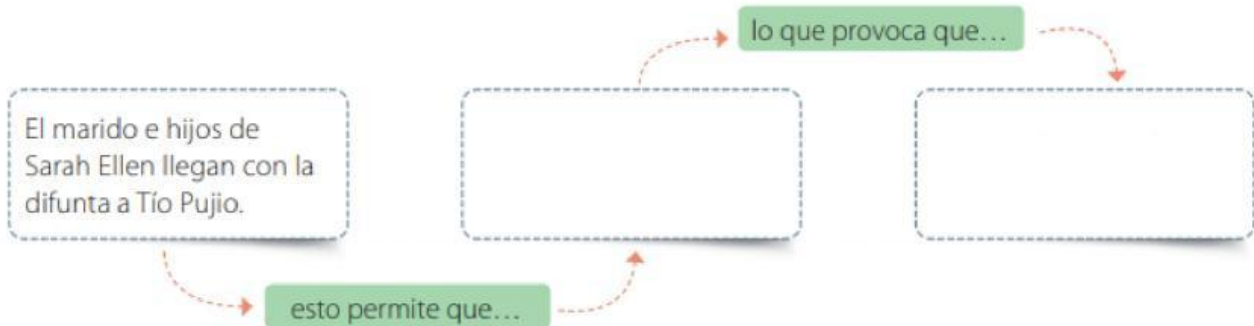 El marido e hijos de
Sarah Ellen llegan con la
difunta a Tío Pujio.
esto permite que…
lo que provoca que…